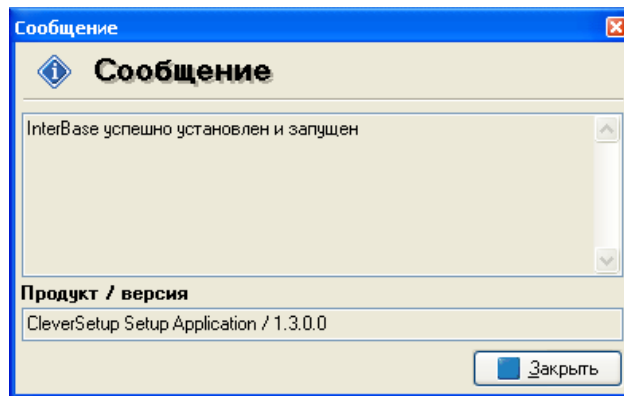 Сообщение
Сообщение
InterBase успешно установлен и запущен
Продукт / версия
CleverSetup Setup Application / 1.3.0.0
Закрыть